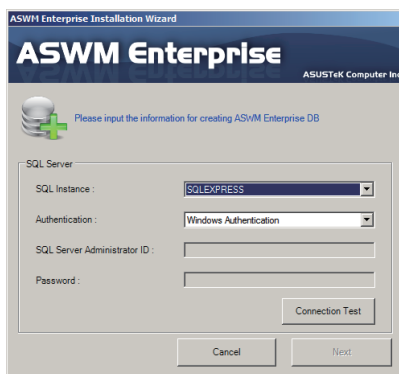 ASWM Enterprise Installation Wizard
ASWM Enterprise
ASUSTeK Computer Inc
Please input the information for creating ASWM Enterprise DB
SQL Server
SQL Instance :
SQLEXPRESS
Authentication :
Windows Authentication
SQL Server Administrator ID :
Password :
Connection Test
Cancel
Next